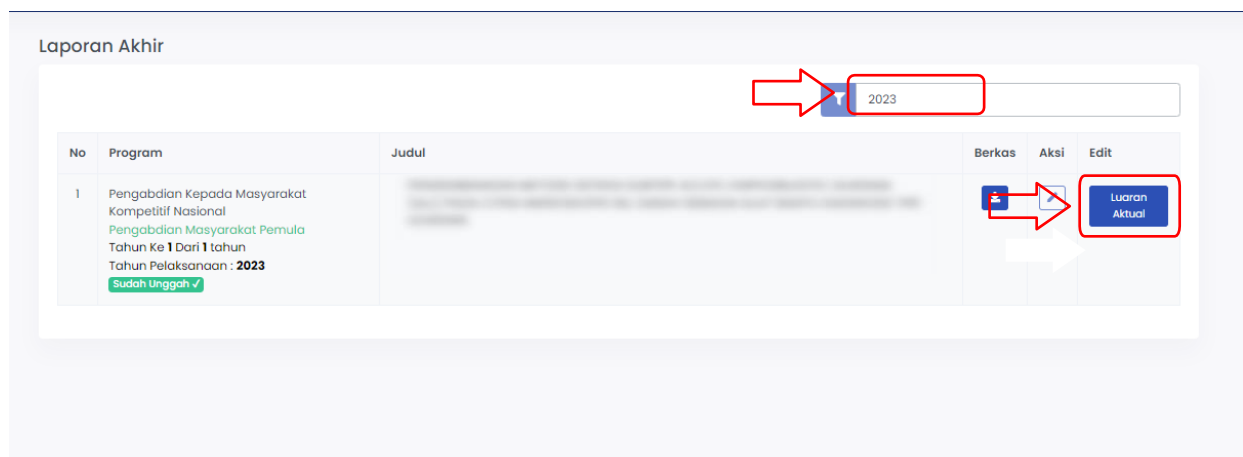 Laporan Akhir
2023
No Program Judul Berkas Aksi Edit
1 Pengabdian Kepada Masyarakat
Kompetitif Nasional
Pengabdian Masyarakat Pemula
Tahun Ke 1 Dari 1 tahun
Tahun Pelaksanaan : 2023
Sudah Unggah ✓
Luaran
Aktual